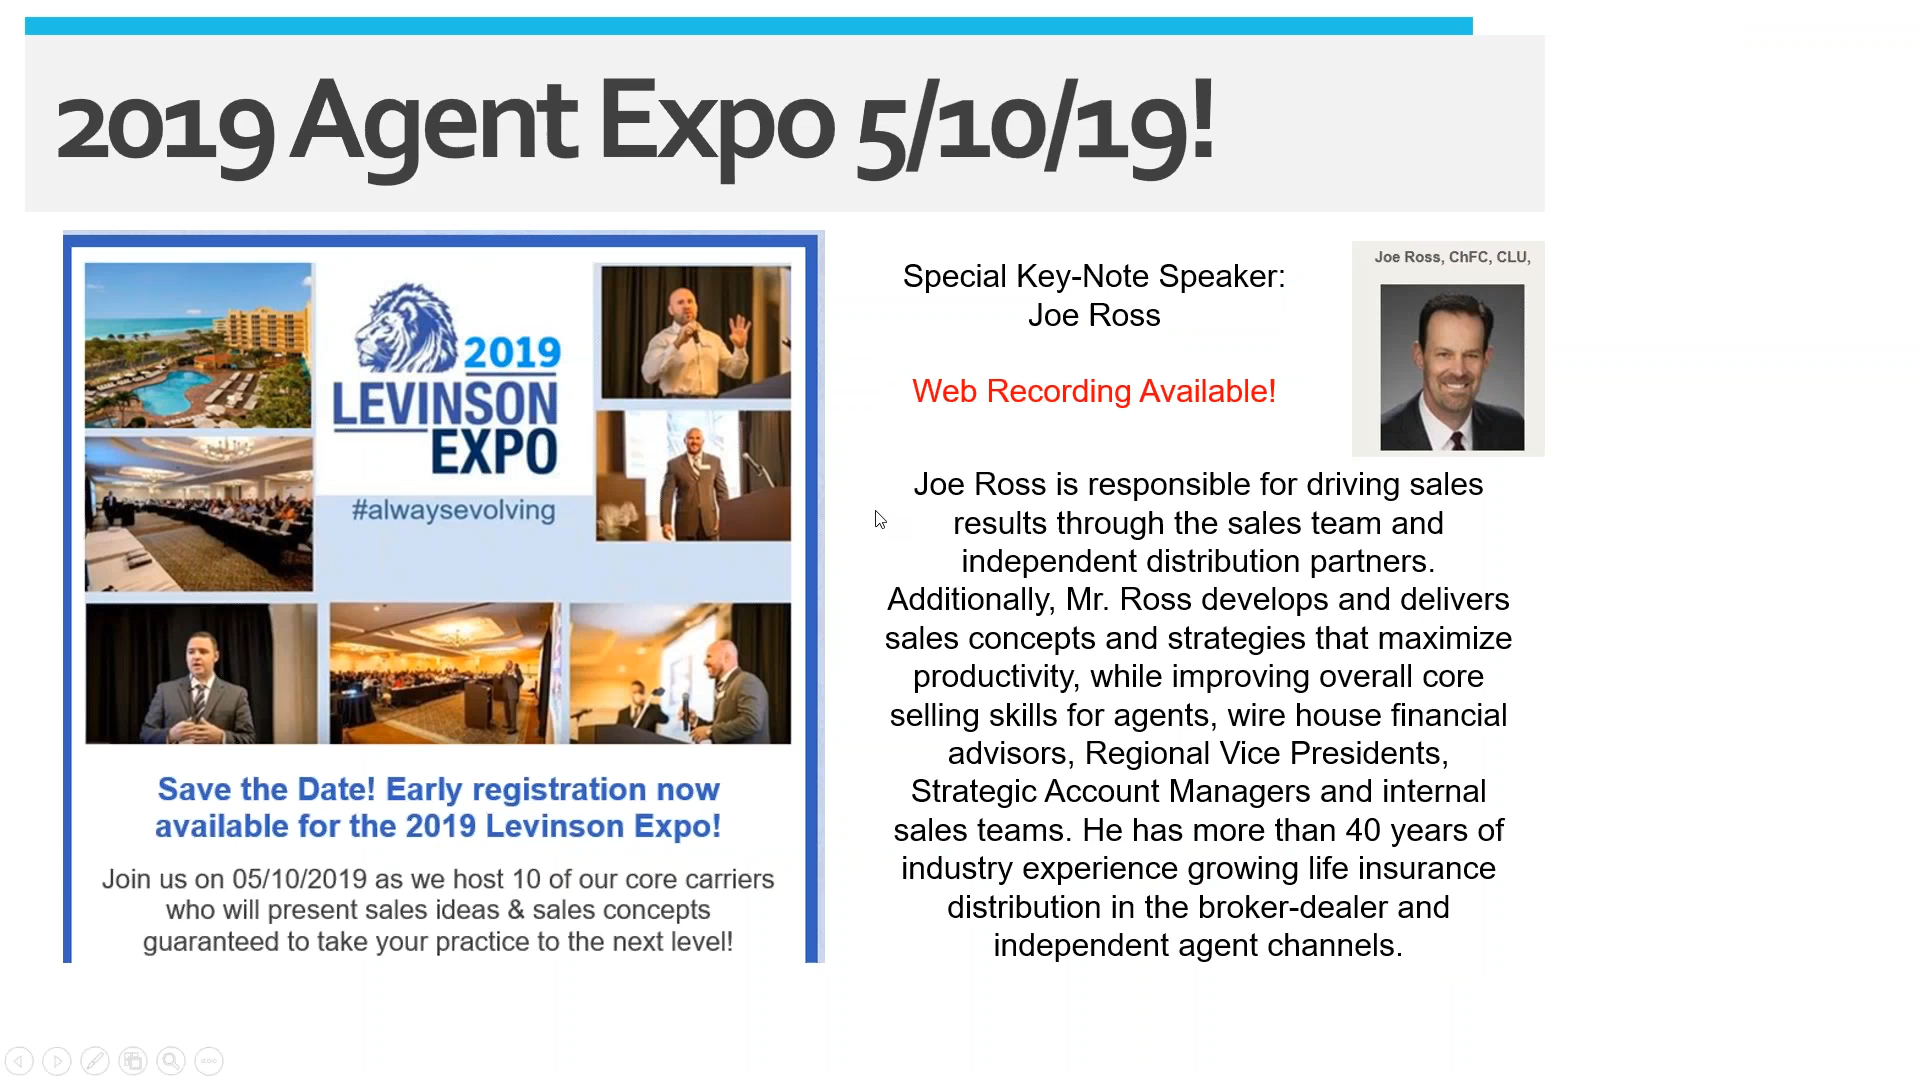 2019 Agent Expo 5/10/19!
2019
LEVINSON
EXPO
#alwaysevolving
Save the Date! Early registration now
available for the 2019 Levinson Expo!
Join us on 05/10/2019 as we host 10 of our core carriers
who will present sales ideas & sales concepts
guaranteed to take your practice to the next level!
Special Key-Note Speaker:
Joe Ross
Web Recording Available!
Joe Ross, ChFC, CLU,
Joe Ross is responsible for driving sales
results through the sales team and
independent distribution partners.
Additionally, Mr. Ross develops and delivers
sales concepts and strategies that maximize
productivity, while improving overall core
selling skills for agents, wire house financial
advisors, Regional Vice Presidents,
Strategic Account Managers and internal
sales teams. He has more than 40 years of
industry experience growing life insurance
distribution in the broker-dealer and
independent agent channels.